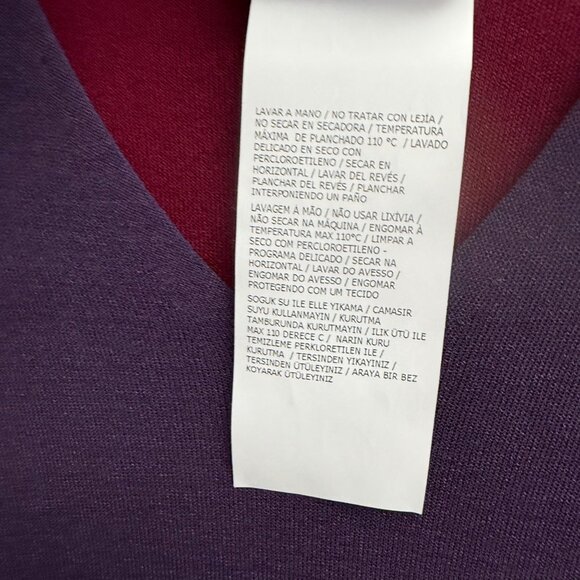 LAVAR A MANO / NO TRATAR CON LEJÍA /
NO SECAR EN SECADORA / TEMPERATURA
MÁXIMA DE PLANCHADO 110 °C / LAVADO
DELICADO EN SECO CON
PERCLOROETILENO / SECAR EN
HORIZONTAL / LAVAR DEL REVÉS /
PLANCHAR DEL REVÉS / PLANCHAR
INTERPONIENDO UN PAÑO
LAVAGEM À MÃO / NÃO USAR LIXÍVIA /
NÃO SECAR NA MÁQUINA / ENGOMAR À
TEMPERATURA MAX 110°C / LIMPAR A
SECO COM PERCLOROETILENO -
PROGRAMA DELICADO / SECAR NA
HORIZONTAL / LAVAR DO AVESSO /
ENGOMAR DO AVESSO / ENGOMAR
PROTEGENDO COM UM TECIDO
SOGUK SU ILE ELLE YIKAMA / CAMASIR
SUYU KULLANMAYIN / KURUTMA
TAMBURUNDA KURUTMAYIN / ILIK ÜTÜ ILE
MAX 110 DERECE C / NARIN KURU
TEMIZLEME PERKLORETILEN ILE /
KURUTMA / TERSINDEN YIKAYINIZ /
TERSINDEN ÜTÜLEYINIZ / ARAYA BIR BEZ
KOYARAK ÜTÜLEYINIZ